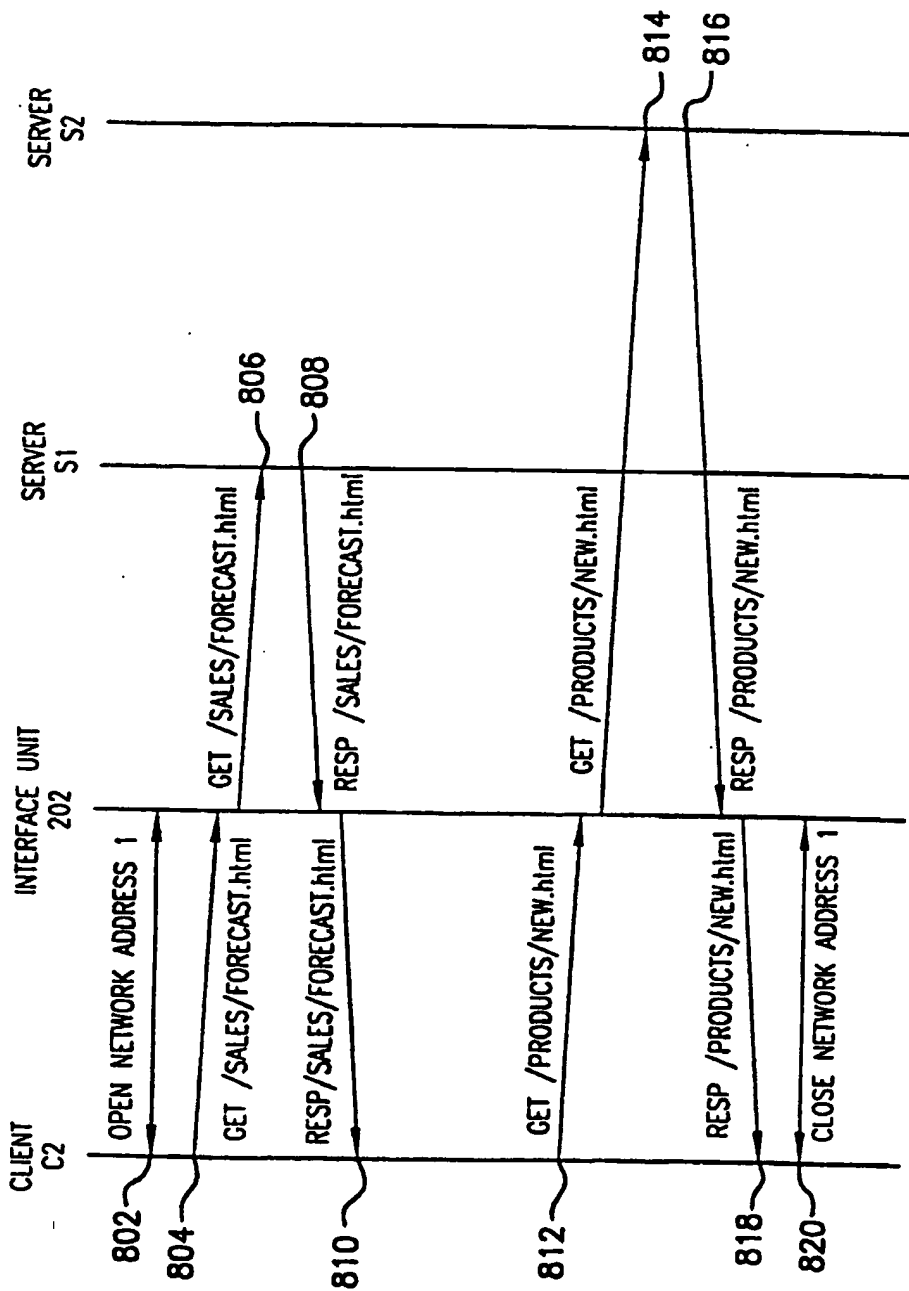 CLIENT
C2
INTERFACE UNIT
202
SERVER
S1
SERVER
S2
802
OPEN NETWORK ADDRESS 1
804
GET /SALES/FORECAST.html
GET /SALES/FORECAST.html
806
808
RESP /SALES/FORECAST.html
RESP/SALES/FORECAST.html
810
812
GET /PRODUCTS/NEW.html
GET /PRODUCTS/NEW.html
814
816
RESP /PRODUCTS/NEW.html
RESP /PRODUCTS/NEW.html
818
820
CLOSE NETWORK ADDRESS 1